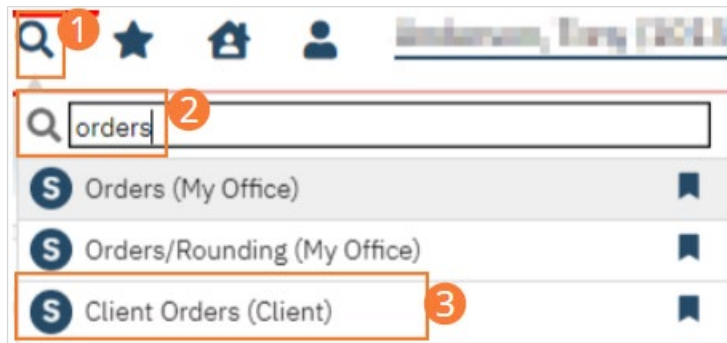 1
2
orders
S Orders (My Office)
S Orders/Rounding (My Office)
S Client Orders (Client) 3